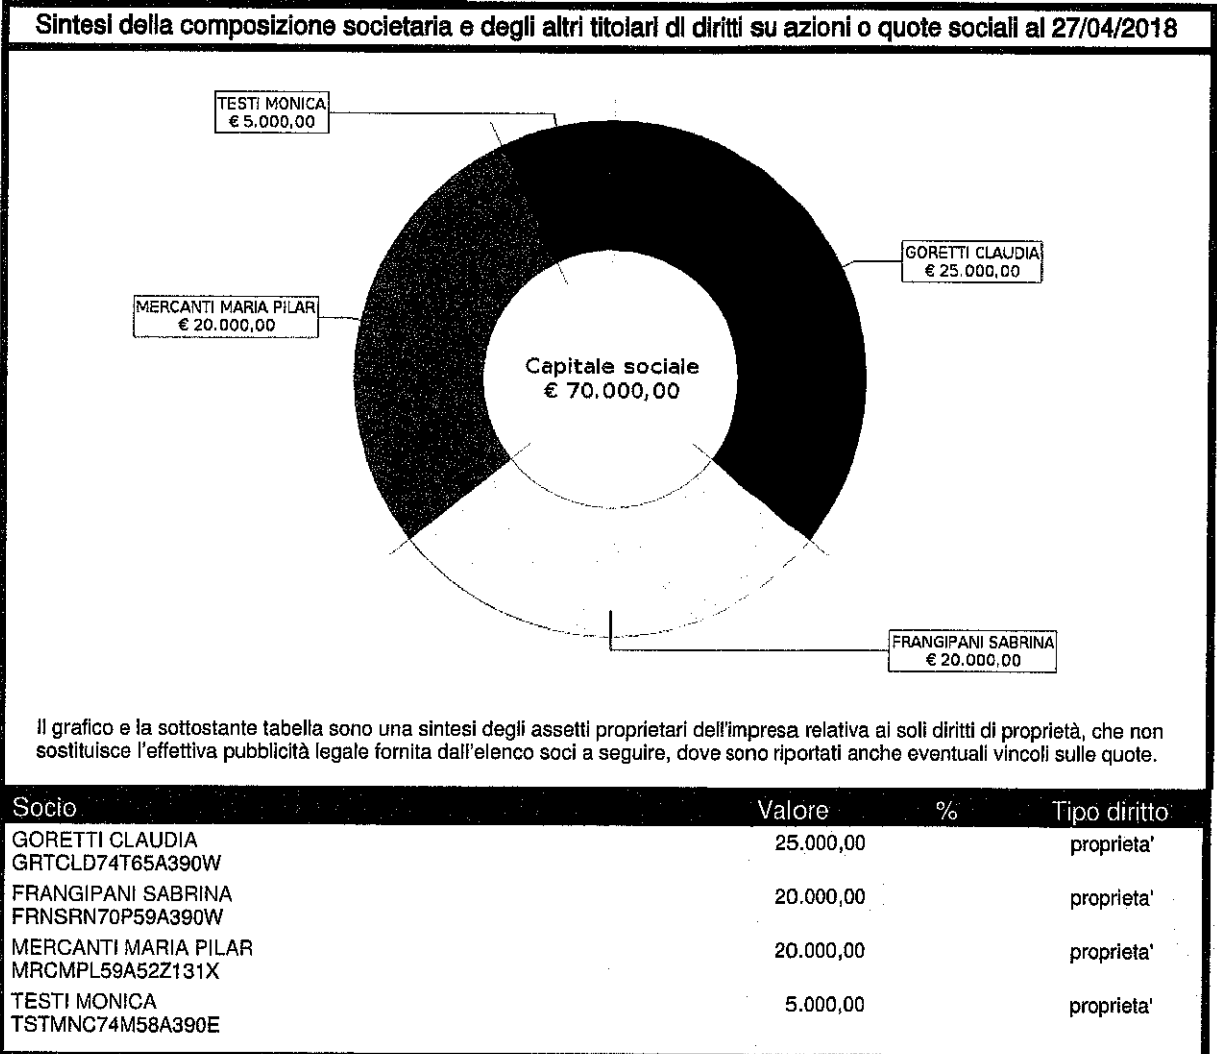 Sintesi della composizione societaria e degli altri titolari di diritti su azioni o quote sociali al 27/04/2018
TESTI MONICA
€ 5.000,00
GORETTI CLAUDIA
€ 25.000,00
MERCANTI MARIA PILAR
€ 20.000,00
Capitale sociale
€ 70.000,00
FRANGIPANI SABRINA
€ 20.000,00
Il grafico e la sottostante tabella sono una sintesi degli assetti proprietari dell'impresa relativa ai soli diritti di proprietà, che non
sostituisce l'effettiva pubblicità legale fornita dall'elenco soci a seguire, dove sono riportati anche eventuali vincoli sulle quote.
Socio Valore % Tipo diritto
GORETTI CLAUDIA 25.000,00 proprieta'
GRTCLD74T65A390W
FRANGIPANI SABRINA 20.000,00 proprieta'
FRNSRN70P59A390W
MERCANTI MARIA PILAR 20.000,00 proprieta'
MRCMPL59A52Z131X
TESTI MONICA 5.000,00 proprieta'
TSTMNC74M58A390E